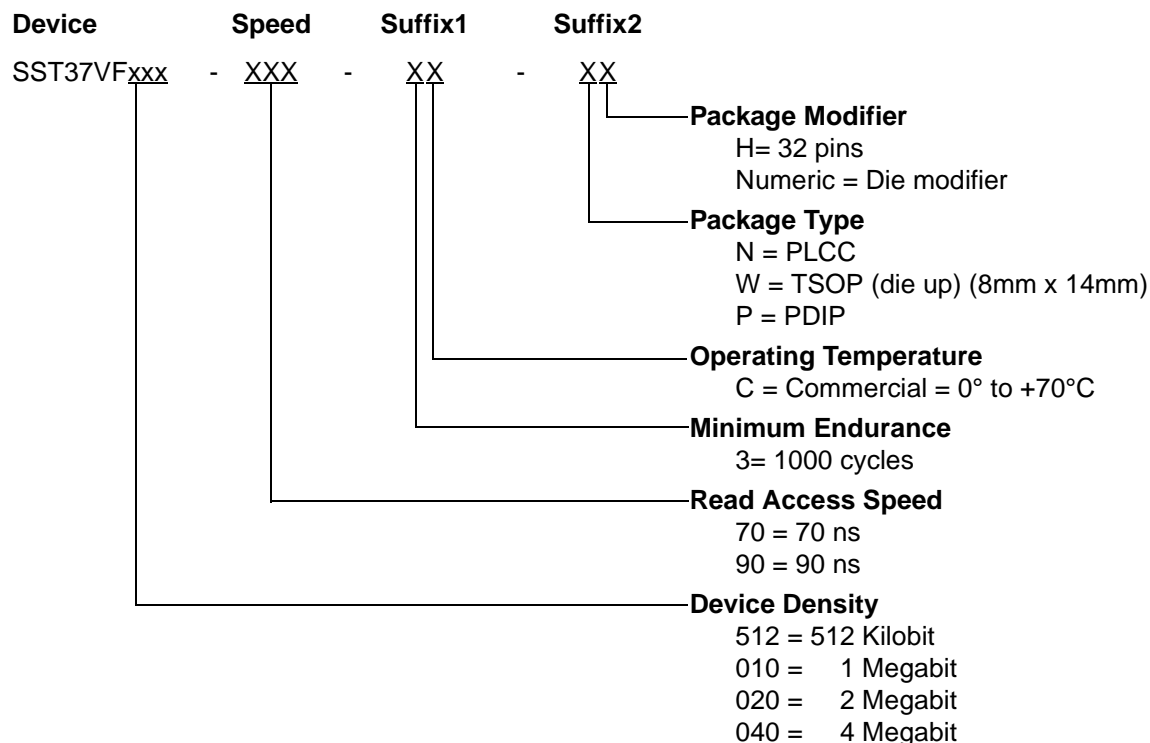 Device Speed Suffix1 Suffix2
SST37VFxxx - XXX - XX - XX
Package Modifier
H= 32 pins
Numeric = Die modifier
Package Type
N = PLCC
W = TSOP (die up) (8mm x 14mm)
P = PDIP
Operating Temperature
C = Commercial = 0° to +70°C
Minimum Endurance
3= 1000 cycles
Read Access Speed
70 = 70 ns
90 = 90 ns
Device Density
512 = 512 Kilobit
010 = 1 Megabit
020 = 2 Megabit
040 = 4 Megabit